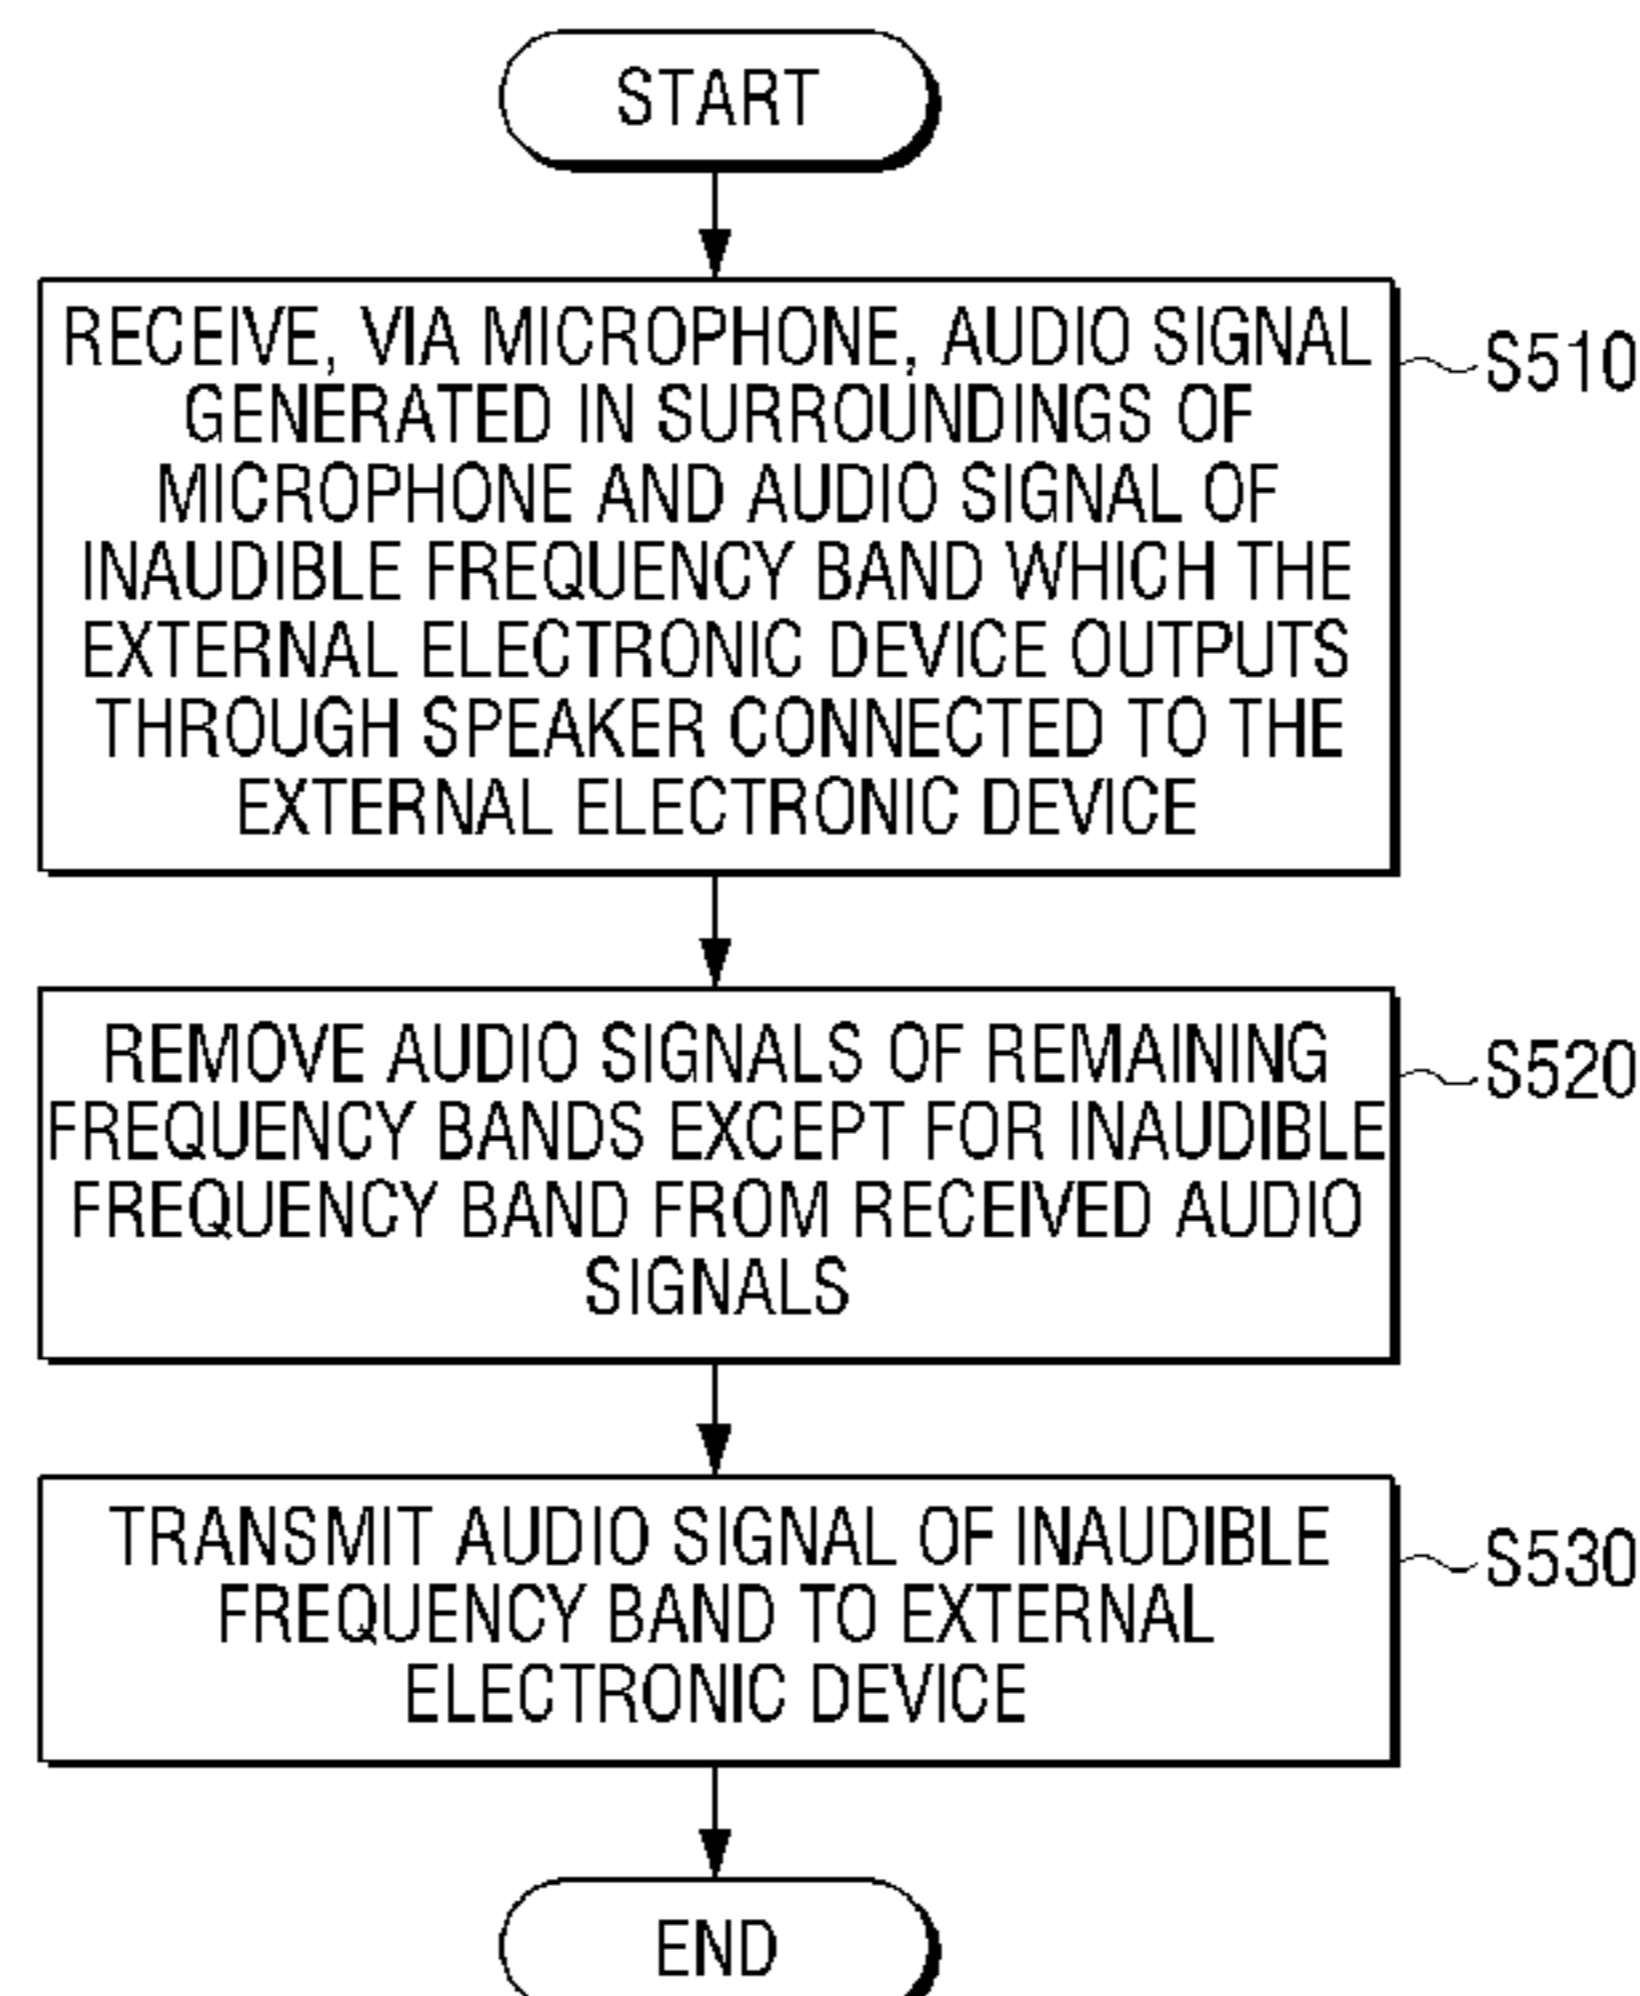 START
RECEIVE, VIA MICROPHONE, AUDIO SIGNAL
GENERATED IN SURROUNDINGS OF
MICROPHONE AND AUDIO SIGNAL OF
INAUDIBLE FREQUENCY BAND WHICH THE
EXTERNAL ELECTRONIC DEVICE OUTPUTS
THROUGH SPEAKER CONNECTED TO THE
EXTERNAL ELECTRONIC DEVICE
S510
REMOVE AUDIO SIGNALS OF REMAINING
FREQUENCY BANDS EXCEPT FOR INAUDIBLE
FREQUENCY BAND FROM RECEIVED AUDIO
SIGNALS
S520
TRANSMIT AUDIO SIGNAL OF INAUDIBLE
FREQUENCY BAND TO EXTERNAL
ELECTRONIC DEVICE
S530
END